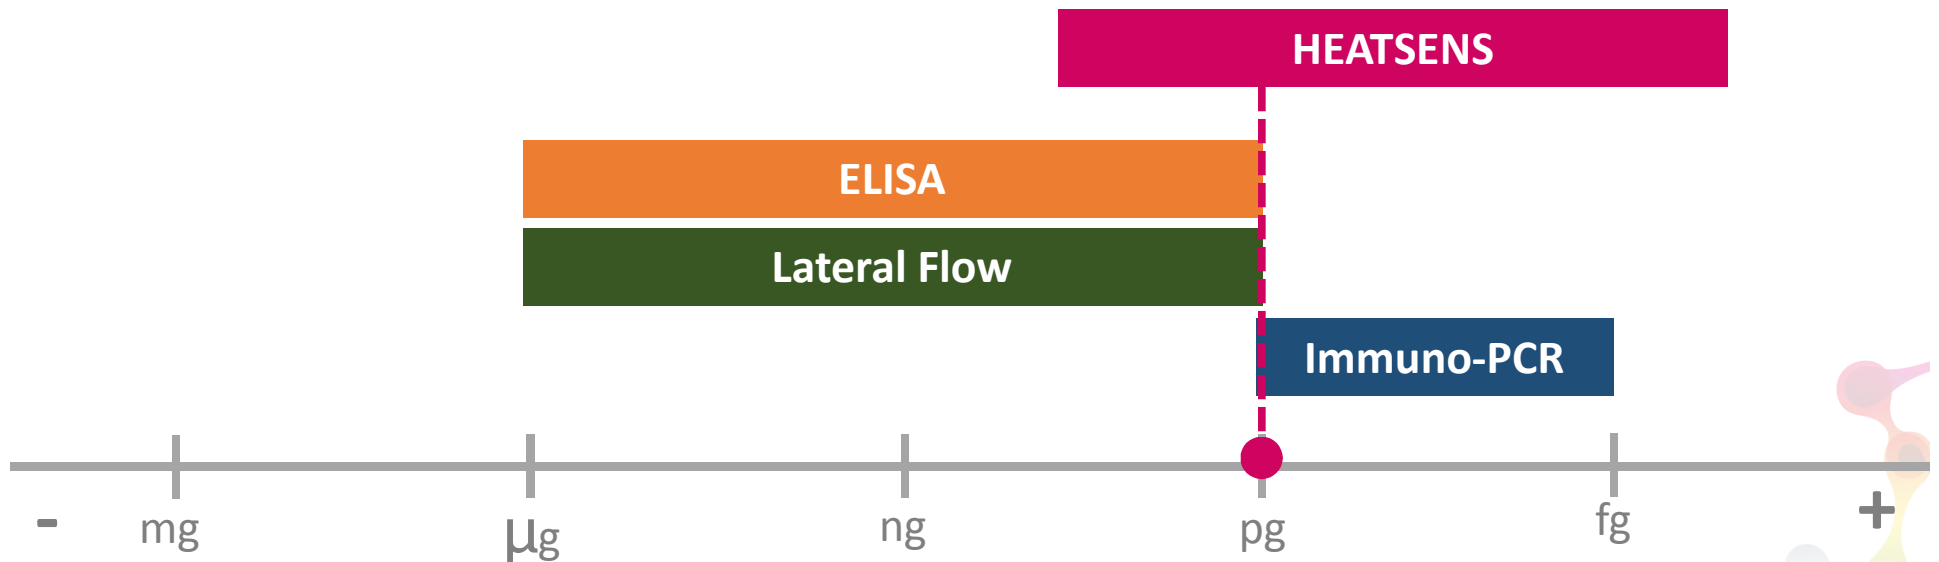 HEATSENS
ELISA
Lateral Flow
Immuno-PCR
- mg µg ng pg fg +